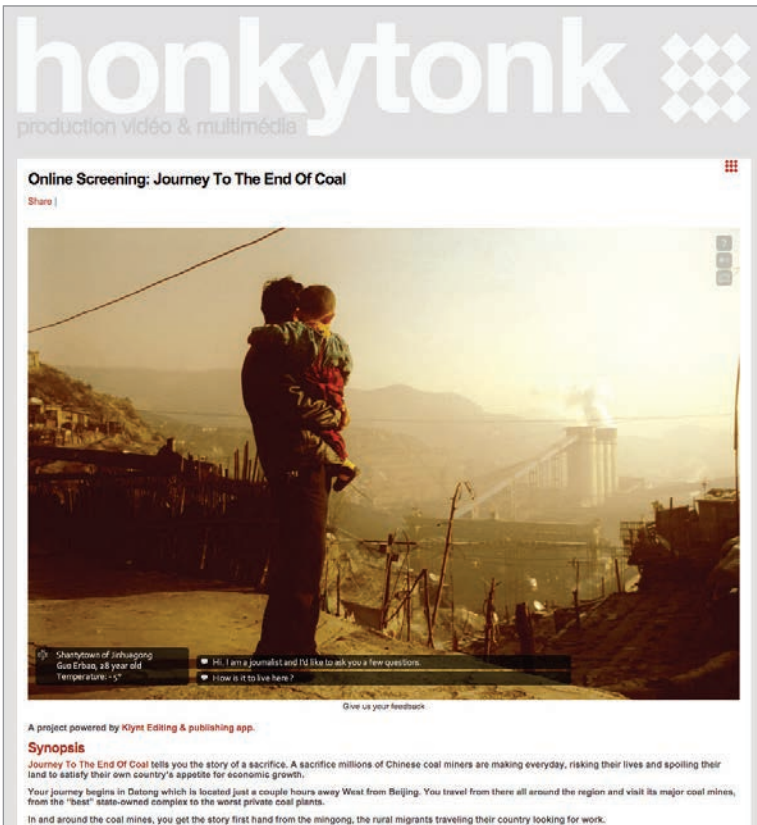 honkytonk
production vidéo & multimédia
Online Screening: Journey To The End Of Coal
Share |
?
Shantytown of Jinhuagong
Guo Erbao, 28 year old
Temperature: - 5°
Hi. I am a journalist and I'd like to ask you a few questions.
How is it to live here ?
Give us your feedback
A project powered by Klynt Editing & publishing app.
Synopsis
Journey To The End Of Coal tells you the story of a sacrifice. A sacrifice millions of Chinese coal miners are making everyday, risking their lives and spoiling their
land to satisfy their own country's appetite for economic growth.
Your journey begins in Datong which is located just a couple hours away West from Beijing. You travel from there all around the region and visit its major coal mines,
from the "best" state-owned complex to the worst private coal plants.
In and around the coal mines, you get the story first hand from the mingong, the rural migrants traveling their country looking for work.